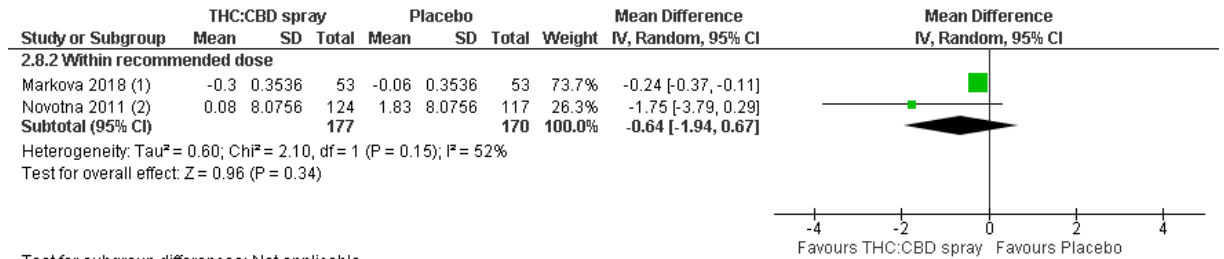 THC:CBD spray Placebo Mean Difference Mean Difference
Study or Subgroup Mean SD Total Mean SD Total Weight IV, Random, 95% CI IV, Random, 95% CI
2.8.2 Within recommended dose
Markova 2018 (1) -0.3 0.3536 53 -0.06 0.3536 53 73.7% -0.24 [-0.37, -0.11]
Novotna 2011 (2) 0.08 8.0756 124 1.83 8.0756 117 26.3% -1.75 [-3.79, 0.29]
Subtotal (95% CI) 177 170 100.0% -0.64 [-1.94, 0.67]
Heterogeneity: Tau² = 0.60; Chi² = 2.10, df = 1 (P = 0.15); I² = 52%
Test for overall effect: Z = 0.96 (P = 0.34)
-4 -2 0 2 4
Favours THC:CBD spray Favours Placebo
Test for subgroup differences: Not applicable